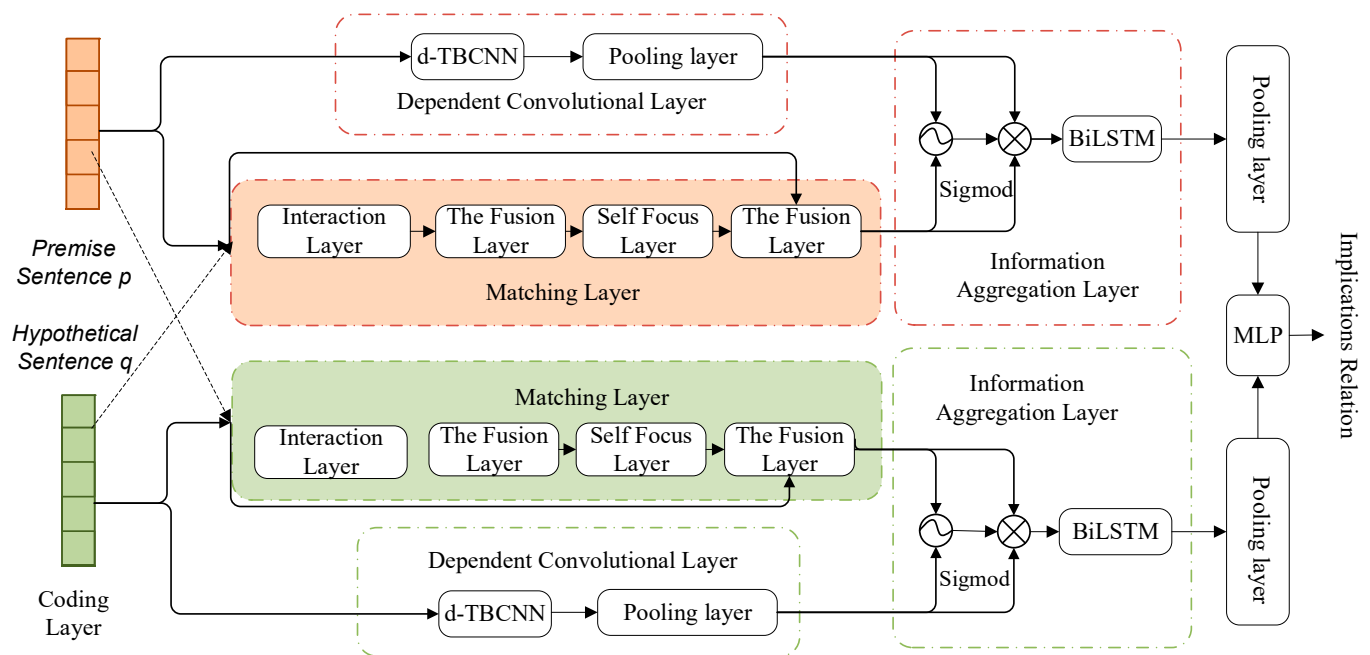 d-TBCNN
Pooling layer
Dependent Convolutional Layer
Interaction
Layer
The Fusion
Layer
Self Focus
Layer
The Fusion
Layer
Matching Layer
Sigmod
BiLSTM
Information
Aggregation Layer
Pooling layer
Premise
Sentence p
Hypothetical
Sentence q
MLP
Implications Relation
Matching Layer
Interaction
Layer
The Fusion
Layer
Self Focus
Layer
The Fusion
Layer
Information
Aggregation Layer
Sigmod
BiLSTM
Pooling layer
Dependent Convolutional Layer
d-TBCNN
Pooling layer
Coding
Layer